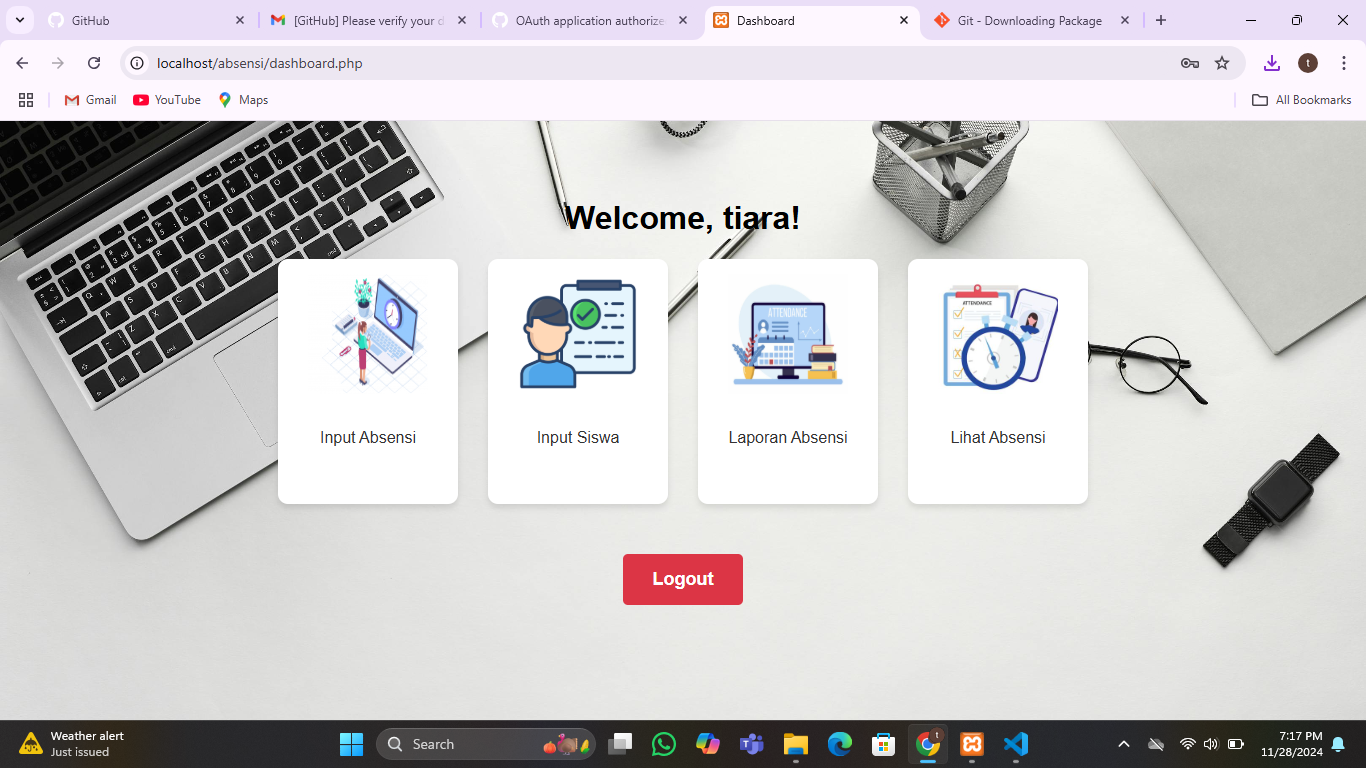 GitHub
[GitHub] Please verify your d
OAuth application authorize
Dashboard
Git - Downloading Package
localhost/absensi/dashboard.php
t
Gmail
YouTube
Maps
All Bookmarks
Welcome, tiara!
ATTENDANCE
ATTENDANCE
Input Absensi
Input Siswa
Laporan Absensi
Lihat Absensi
Logout
Weather alert
Just issued
Search
t
7:17 PM
11/28/2024